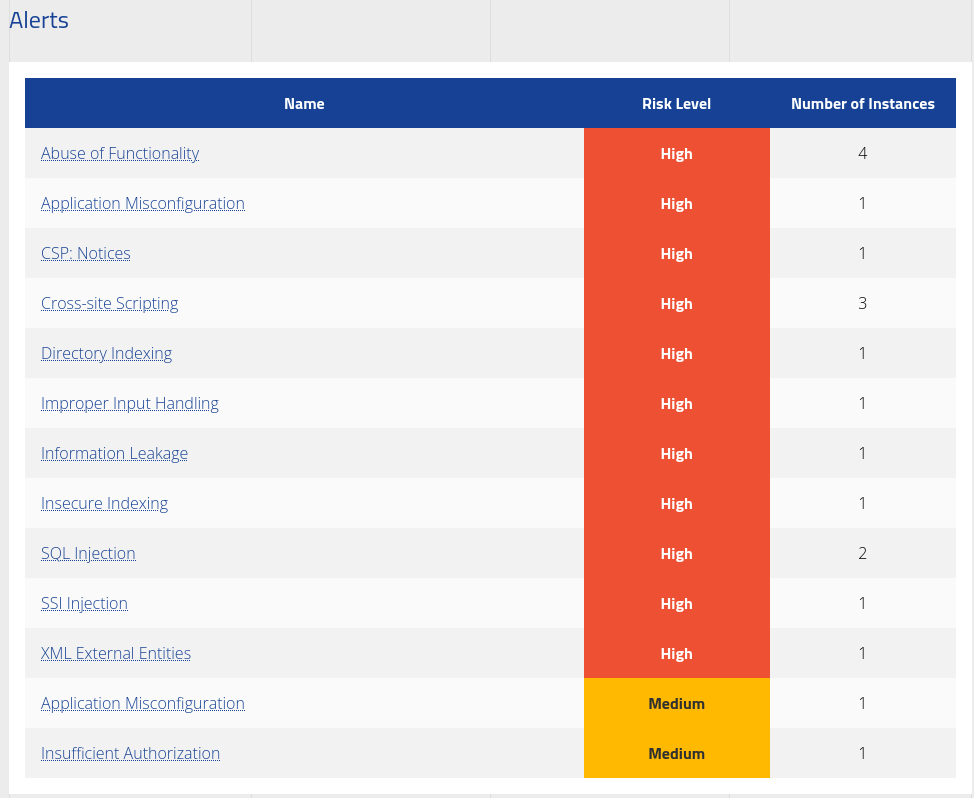 Alerts
Name Risk Level Number of Instances
Abuse of Functionality High 4
Application Misconfiguration High 1
CSP: Notices High 1
Cross-site Scripting High 3
Directory Indexing High 1
Improper Input Handling High 1
Information Leakage High 1
Insecure Indexing High 1
SQL Injection High 2
SSI Injection High 1
XML External Entities High 1
Application Misconfiguration Medium 1
Insufficient Authorization Medium 1